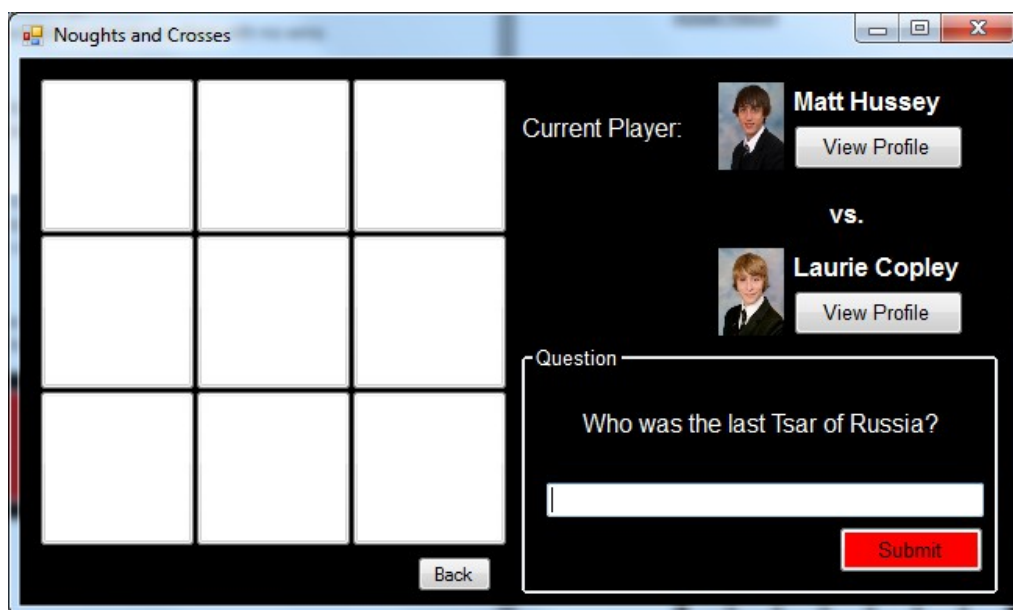 Noughts and Crosses
Current Player:
Matt Hussey
View Profile
vs.
Laurie Copley
View Profile
Question
Who was the last Tsar of Russia?
Submit
Back